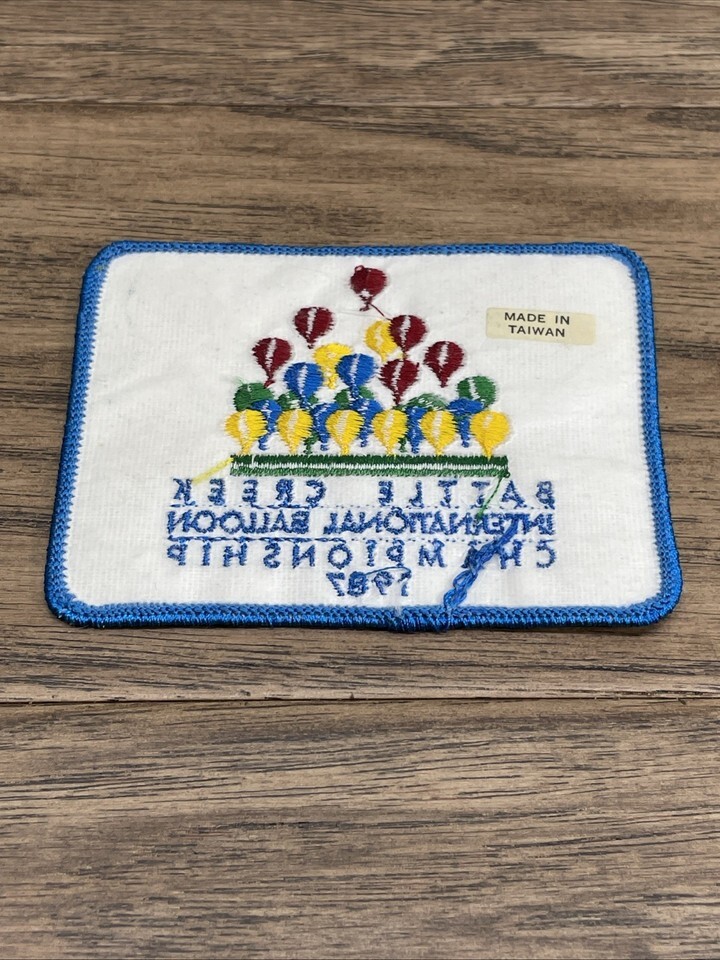 MADE IN
TAIWAN
BATTLE CREEK
INTERNATIONAL BALLOON
CHAMPIONSHIP
1987